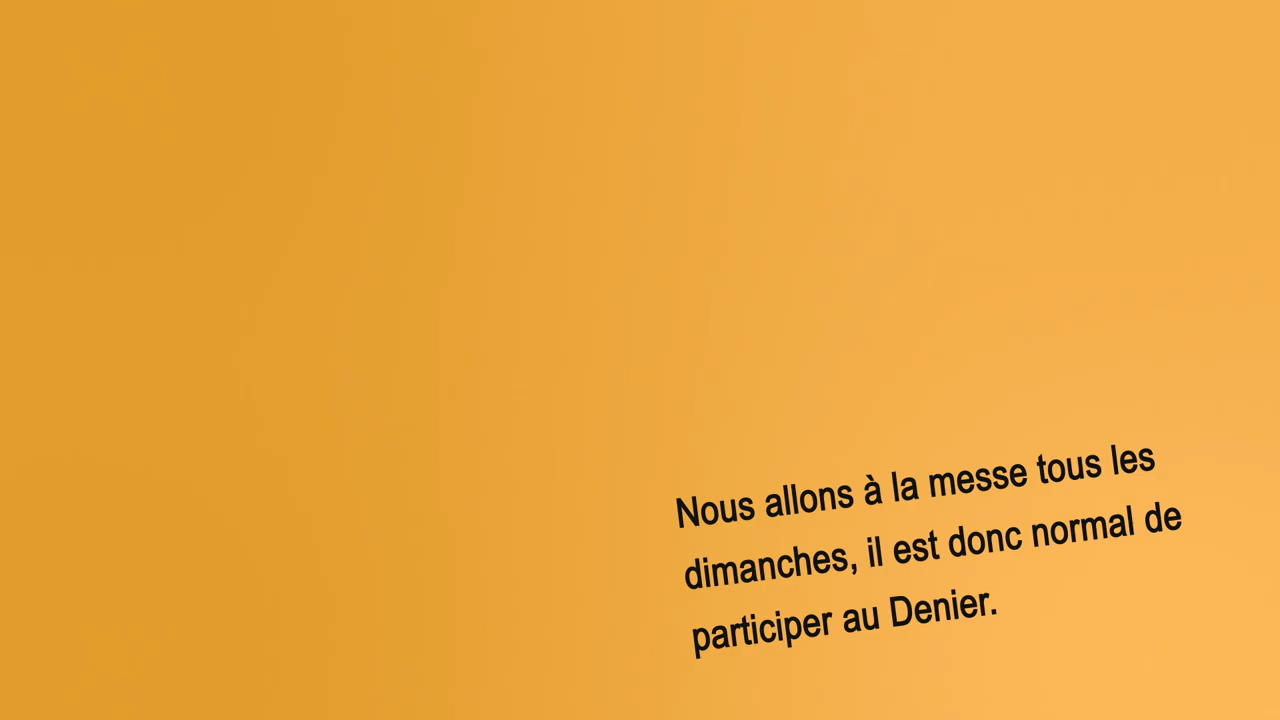 Nous allons à la messe tous les
dimanches, il est donc normal de
participer au Denier.